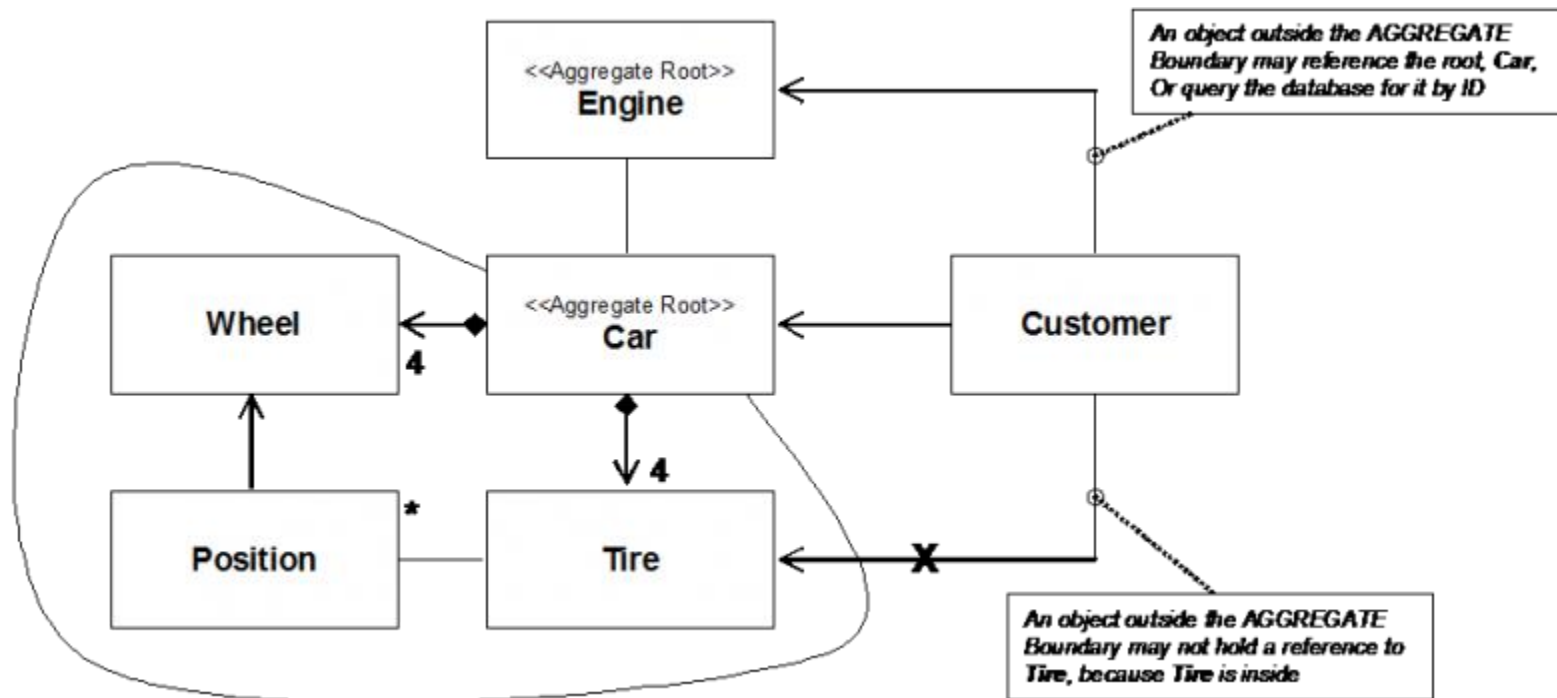 An object outside the AGGREGATE
Boundary may reference the root, Car,
Or query the database for it by ID
<<Aggregate Root>>
Engine
Wheel
<<Aggregate Root>>
Car
Customer
4
4
Position
*
Tire
X
An object outside the AGGREGATE
Boundary may not hold a reference to
Tire, because Tire is inside